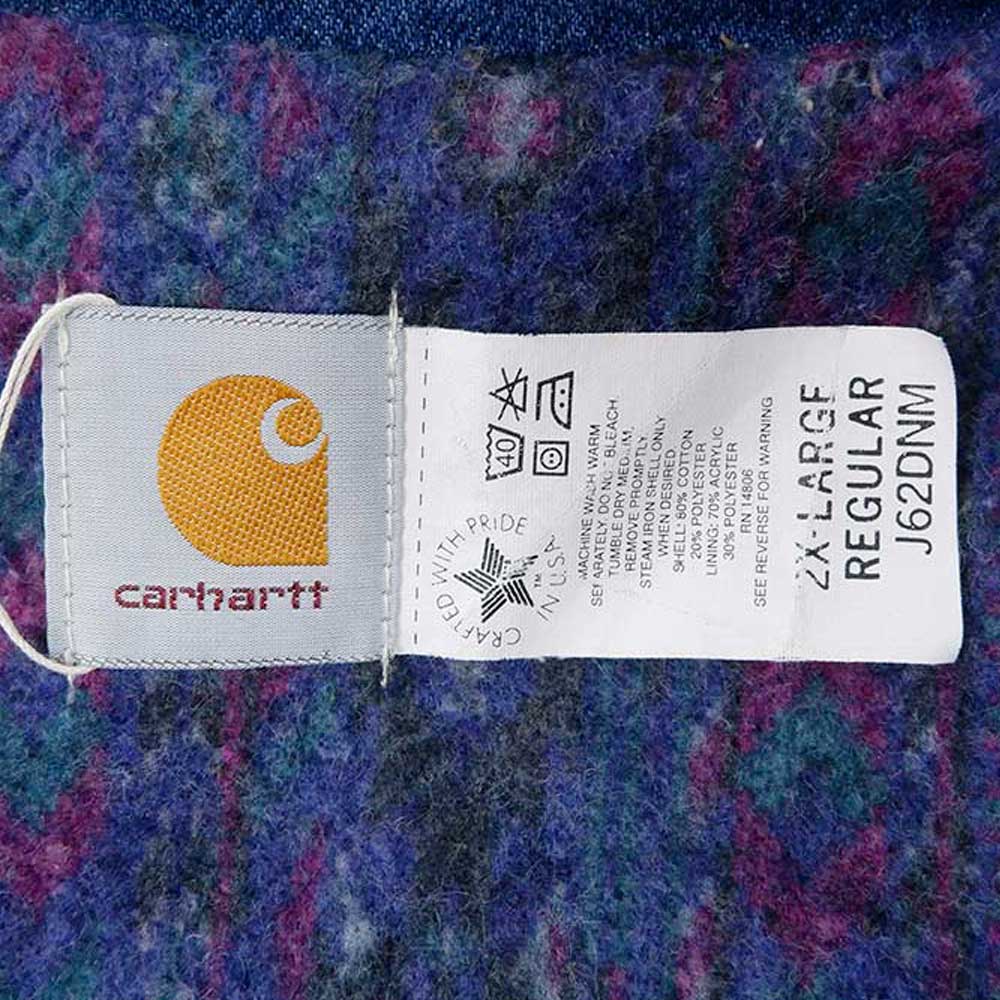 carhartt
40
CRAFTED WITH PRIDE
IN U.S.A.
TM
MACHINE WASH WARM
SEPARATELY. DO NOT BLEACH
TUMBLE DRY MEDIUM,
REMOVE PROMPTLY
STEAM IRON SHELL ONLY
WHEN DESIRED
SHELL: 80% COTTON
20% POLYESTER
LINING: 70% ACRYLIC
30% POLYESTER
RN 14806
SEE REVERSE FOR WARNING
2X-LARGE
REGULAR
J62DNM